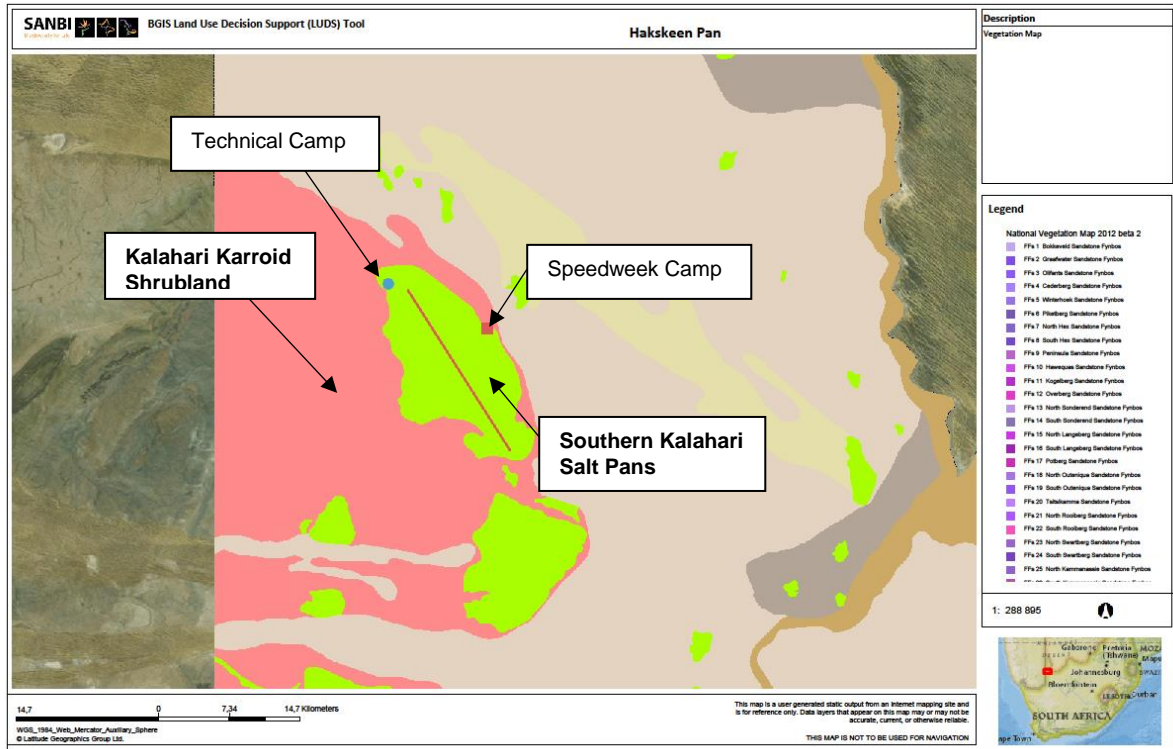 SANBI
BGIS Land Use Decision Support (LUDS) Tool
Hakskeen Pan
Description
Vegetation Map
Technical Camp
Kalahari Karroid
Shrubland
Speedweek Camp
Southern Kalahari
Salt Pans
Legend
National Vegetation Map 2012 beta 2
FFs 1 Bokkeveld Sandstone Fynbos
FFs 2 Graafwater Sandstone Fynbos
FFs 3 Olifants Sandstone Fynbos
FFs 4 Cederberg Sandstone Fynbos
FFs 5 Winterhoek Sandstone Fynbos
FFs 6 Piketberg Sandstone Fynbos
FFs 7 North Hex Sandstone Fynbos
FFs 8 South Hex Sandstone Fynbos
FFs 9 Peninsula Sandstone Fynbos
FFs 10 Hawequas Sandstone Fynbos
FFs 11 Kogelberg Sandstone Fynbos
FFs 12 Overberg Sandstone Fynbos
FFs 13 North Sonderend Sandstone Fynbos
FFs 14 South Sonderend Sandstone Fynbos
FFs 15 North Langeberg Sandstone Fynbos
FFs 16 South Langeberg Sandstone Fynbos
FFs 17 Potberg Sandstone Fynbos
FFs 18 North Outeniqua Sandstone Fynbos
FFs 19 South Outeniqua Sandstone Fynbos
FFs 20 Tsitsikamma Sandstone Fynbos
FFs 21 North Rooiberg Sandstone Fynbos
FFs 22 South Rooiberg Sandstone Fynbos
FFs 23 North Swartberg Sandstone Fynbos
FFs 24 South Swartberg Sandstone Fynbos
FFs 25 North Kammanassie Sandstone Fynbos
1: 288 895
Gaborone Pretoria MOZ
(Tshwane) Maps
Johannesburg
SWAZI
Bloemfontein
LESOTHO Durban
SOUTH AFRICA
ape Town
14,7 0 7,34 14,7 Kilometers
WGS_1984_Web_Mercator_Auxiliary_Sphere
© Latitude Geographics Group Ltd.
This map is a user generated static output from an Internet mapping site and
is for reference only. Data layers that appear on this map may or may not be
accurate, current, or otherwise reliable.
THIS MAP IS NOT TO BE USED FOR NAVIGATION